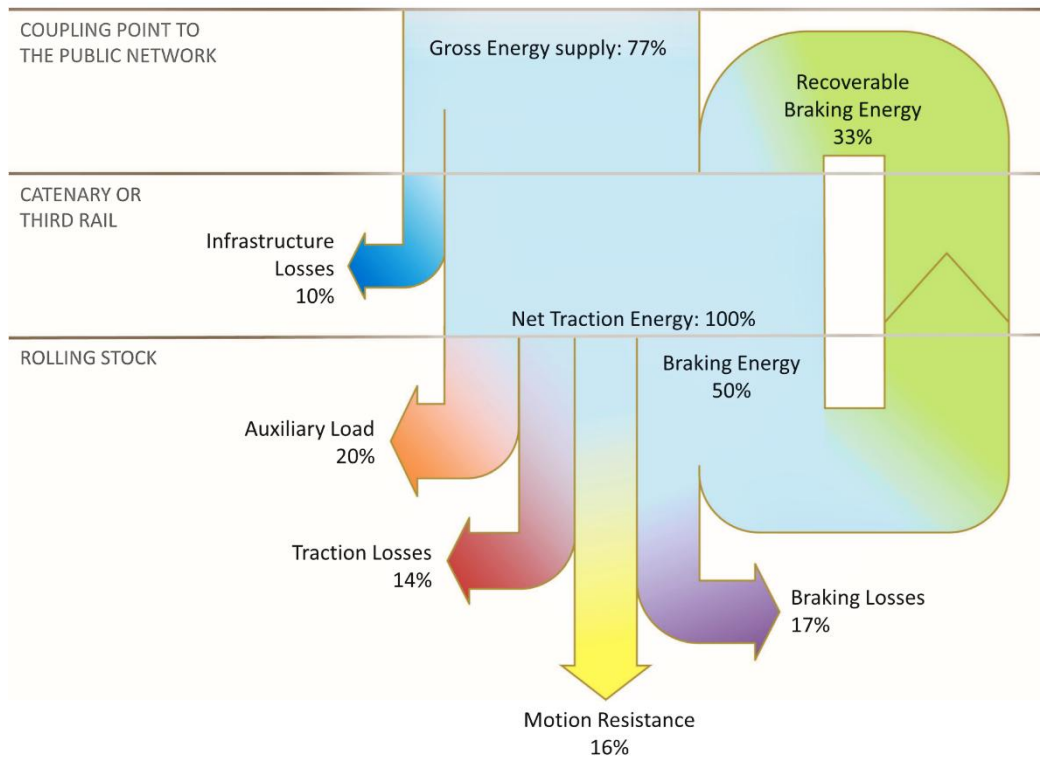 COUPLING POINT TO
THE PUBLIC NETWORK
Gross Energy supply: 77%
Recoverable
Braking Energy
33%
CATENARY OR
THIRD RAIL
Infrastructure
Losses
10%
Net Traction Energy: 100%
ROLLING STOCK
Braking Energy
50%
Auxiliary Load
20%
Traction Losses
14%
Braking Losses
17%
Motion Resistance
16%